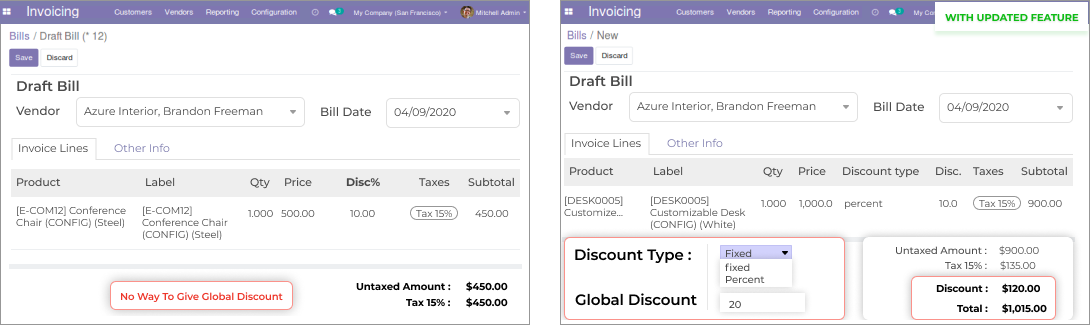 Invoicing Customers Vendors Reporting Configuration 3 My Company (San Francisco) Mitchell Admin
Bills / Draft Bill (* 12)
Save Discard
Draft Bill
Vendor Azure Interior, Brandon Freeman Bill Date 04/09/2020
Invoice Lines Other Info
Product Label Qty Price Disc% Taxes Subtotal
[E-COM12] Conference Chair (CONFIG) (Steel) [E-COM12] Conference Chair (CONFIG) (Steel) 1.000 500.00 10.00 Tax 15% 450.00
No Way To Give Global Discount
Untaxed Amount : $450.00
Tax 15% : $450.00
Invoicing Customers Vendors Reporting Configuration 3 My Co
WITH UPDATED FEATURE
Bills / New
Save Discard
Draft Bill
Vendor Azure Interior, Brandon Freeman Bill Date 04/09/2020
Invoice Lines Other Info
Product Label Qty Price Discount type Disc. Taxes Subtotal
[DESK0005] Customize... [DESK0005] Customizable Desk (CONFIG) (White) 1.000 1,000.0 percent 10.0 Tax 15% 900.00
Discount Type : Fixed
fixed
Percent
Global Discount 20
Untaxed Amount : $900.00
Tax 15% : $135.00
Discount : $120.00
Total : $1,015.00